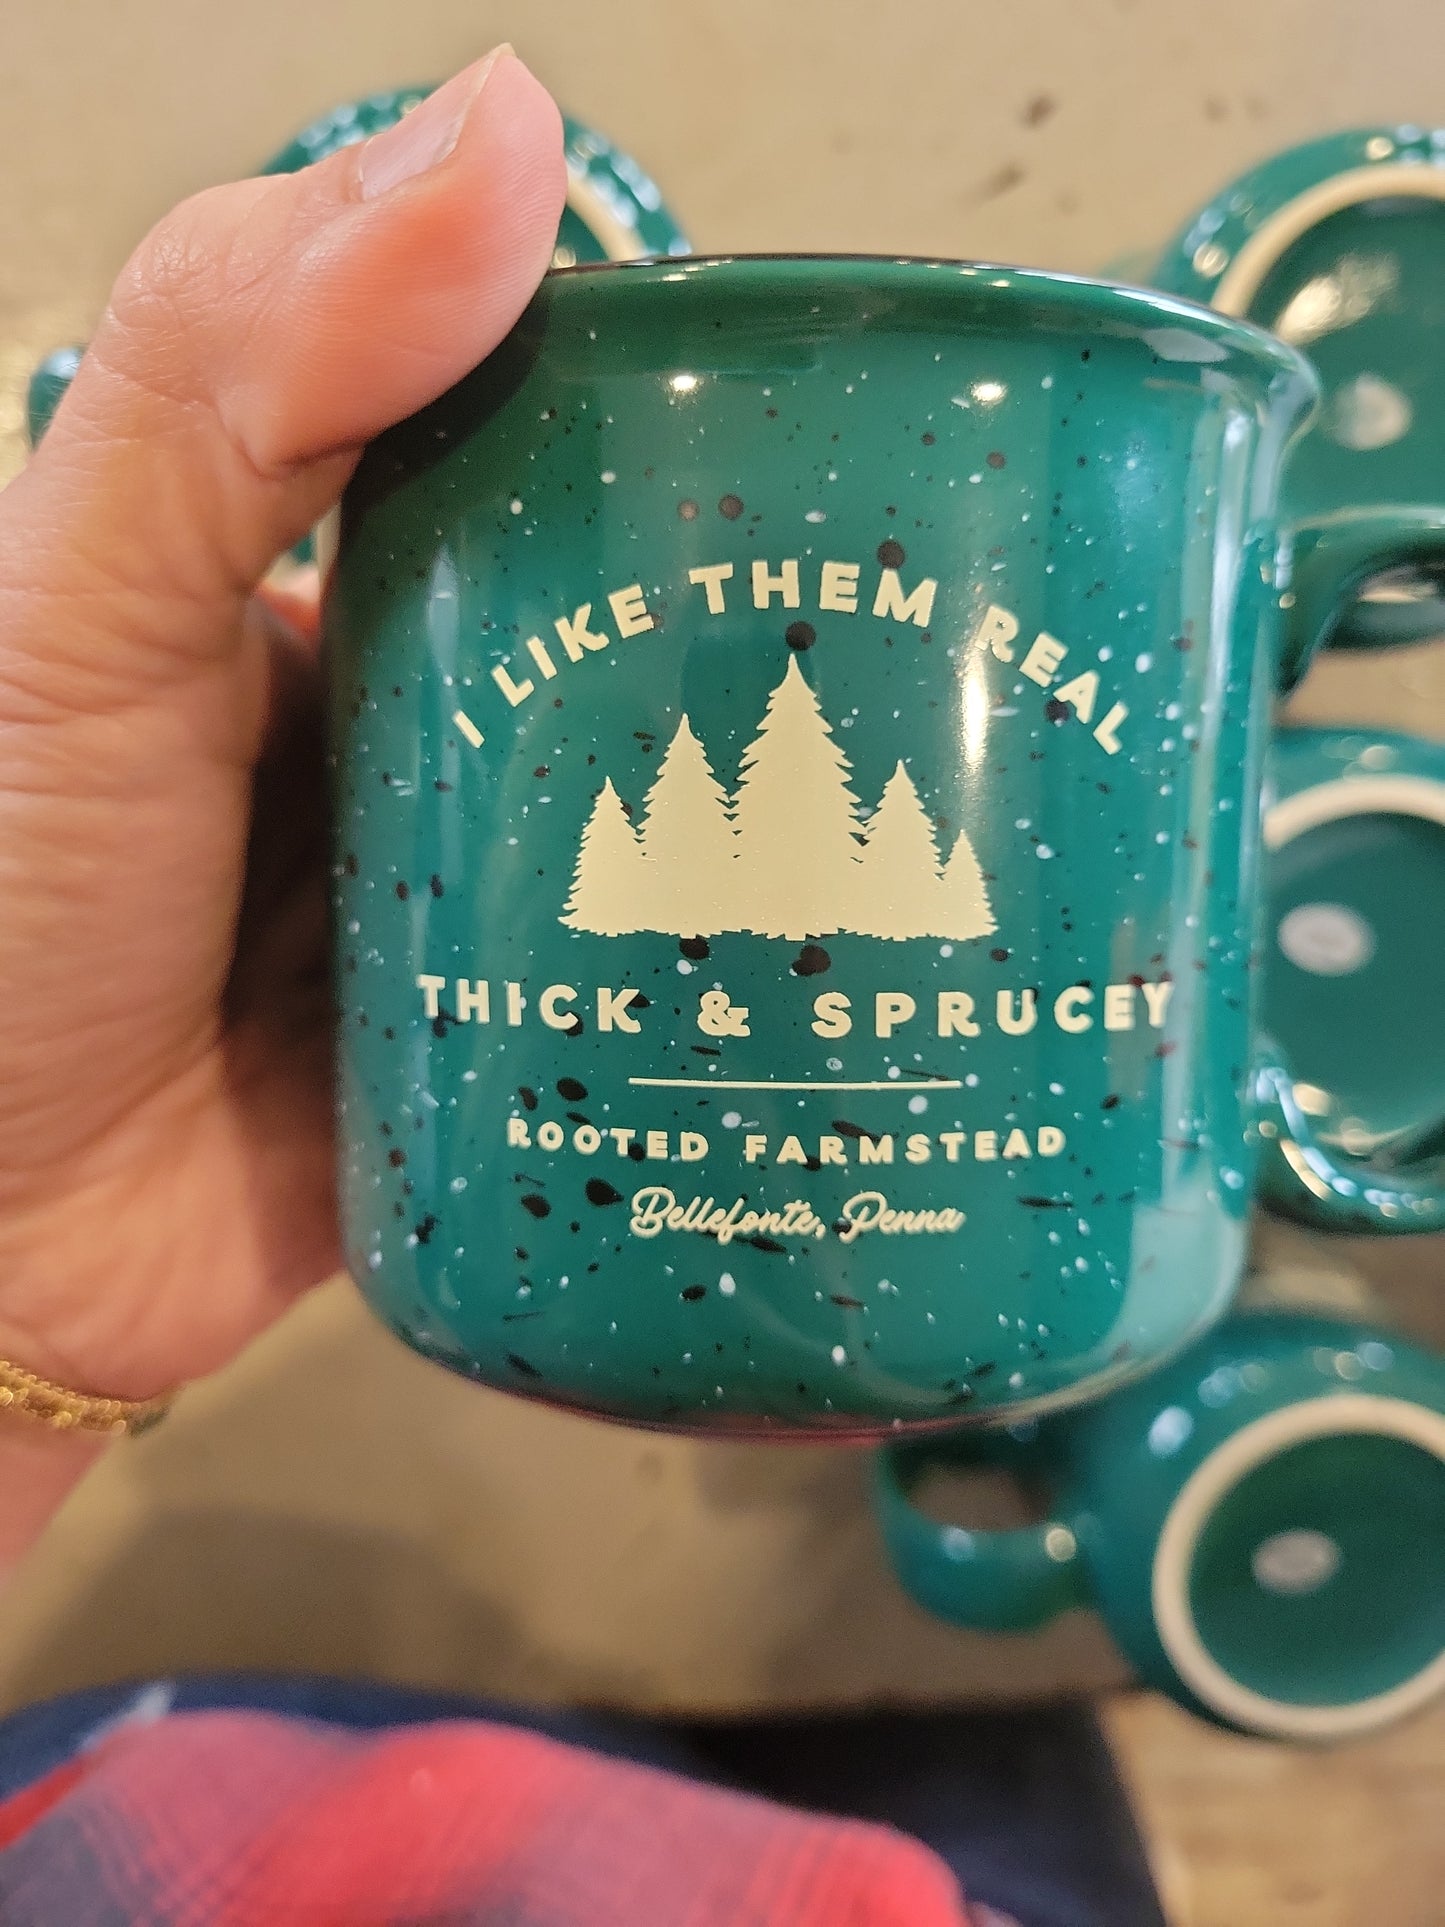 I LIKE THEM REAL
THICK & SPRUCEY
ROOTED FARMSTEAD
Bellefonte, Penna